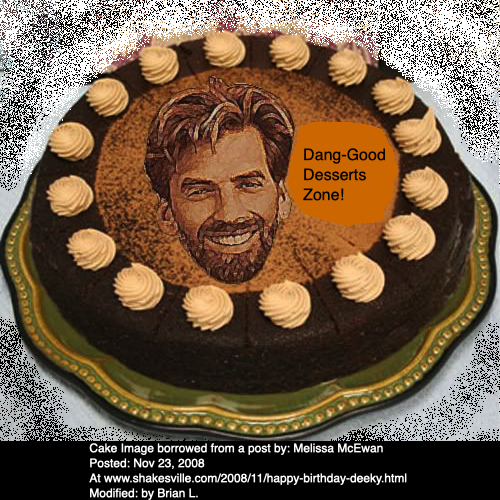 Dang-Good
Desserts
Zone!
Cake Image borrowed from a post by: Melissa McEwan
Posted: Nov 23, 2008
At www.shakesville.com/2008/11/happy-birthday-deeky.html
Modified: by Brian L.